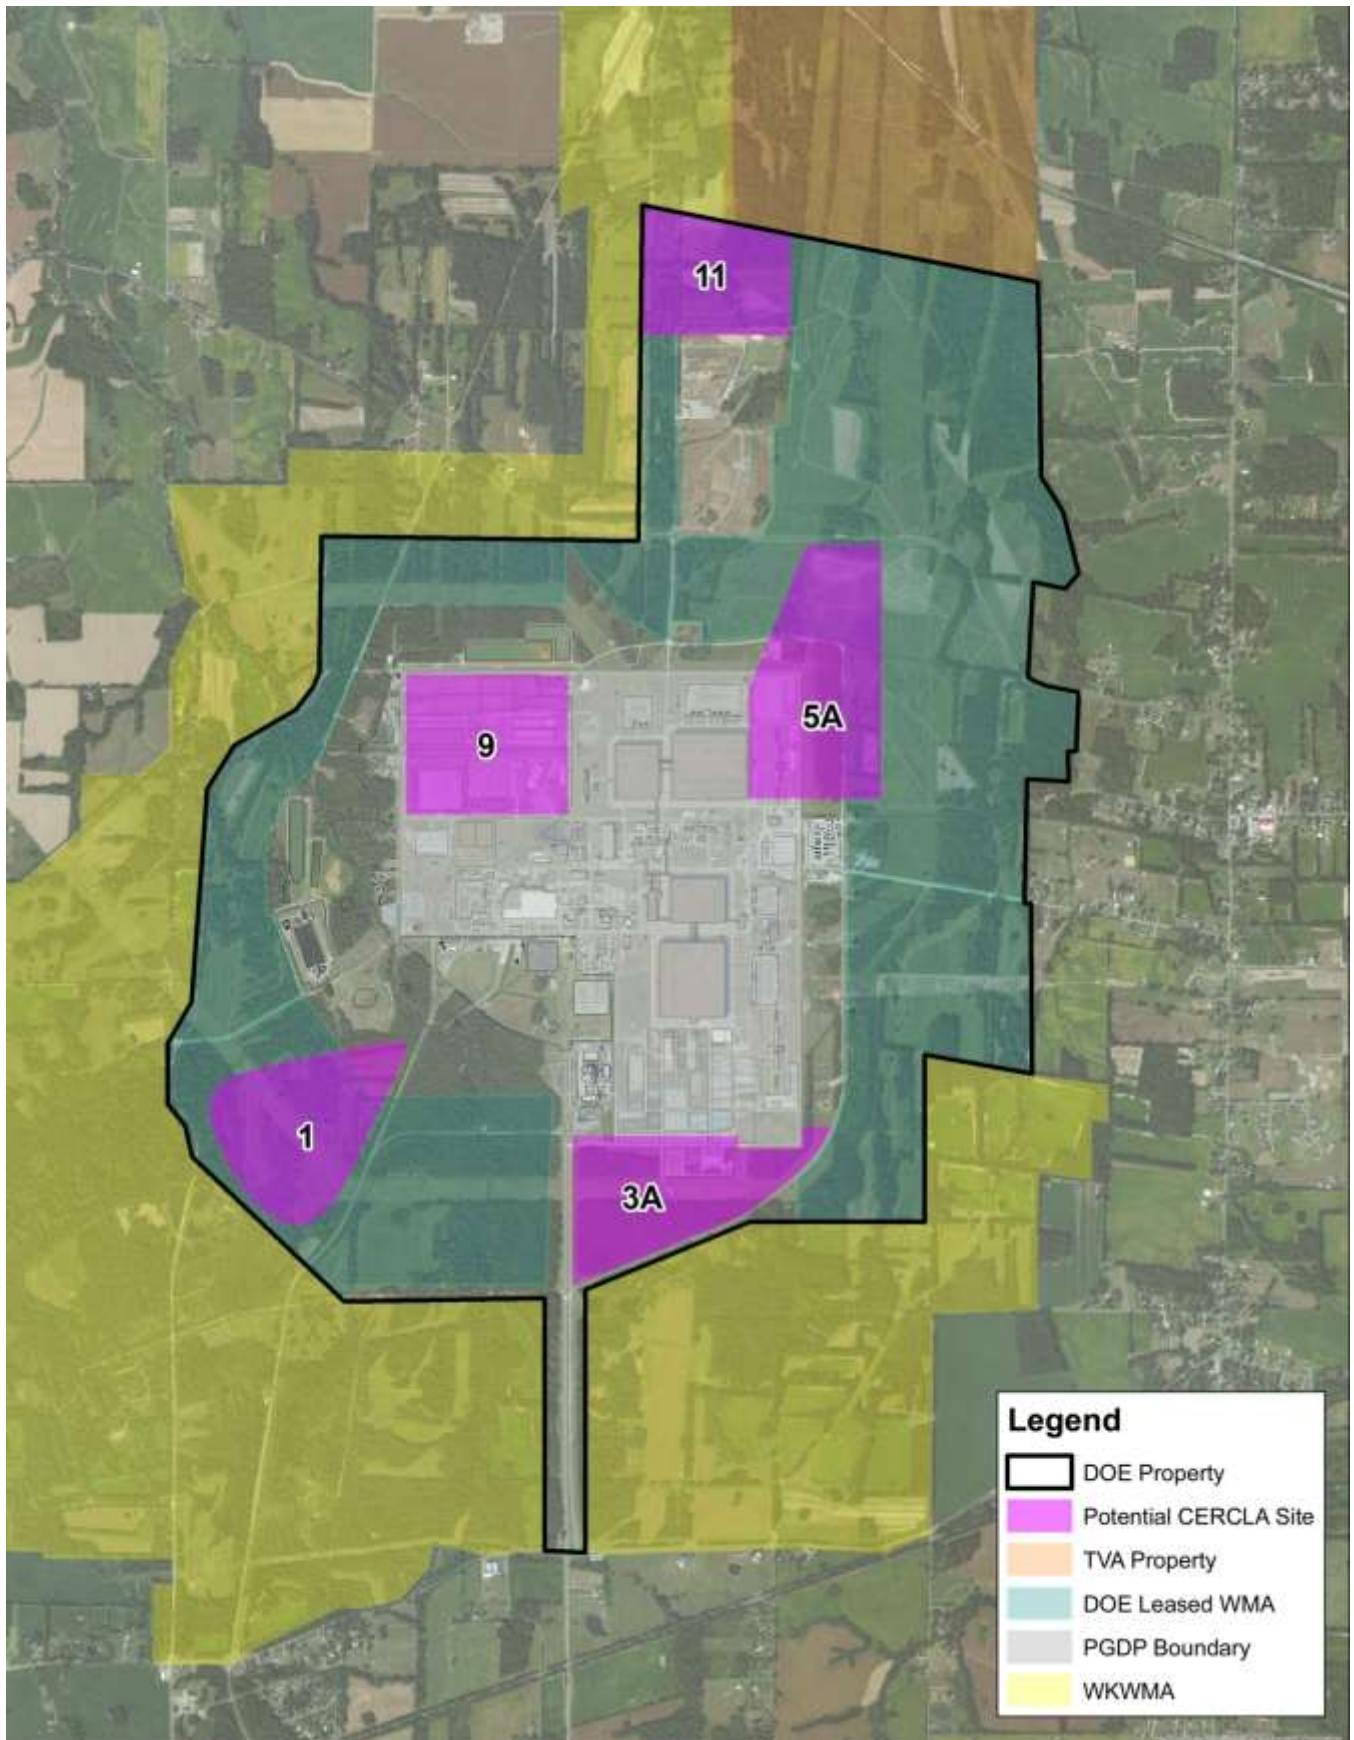 11
5A
9
1
3A
Legend
DOE Property
Potential CERCLA Site
TVA Property
DOE Leased WMA
PGDP Boundary
WKWMA